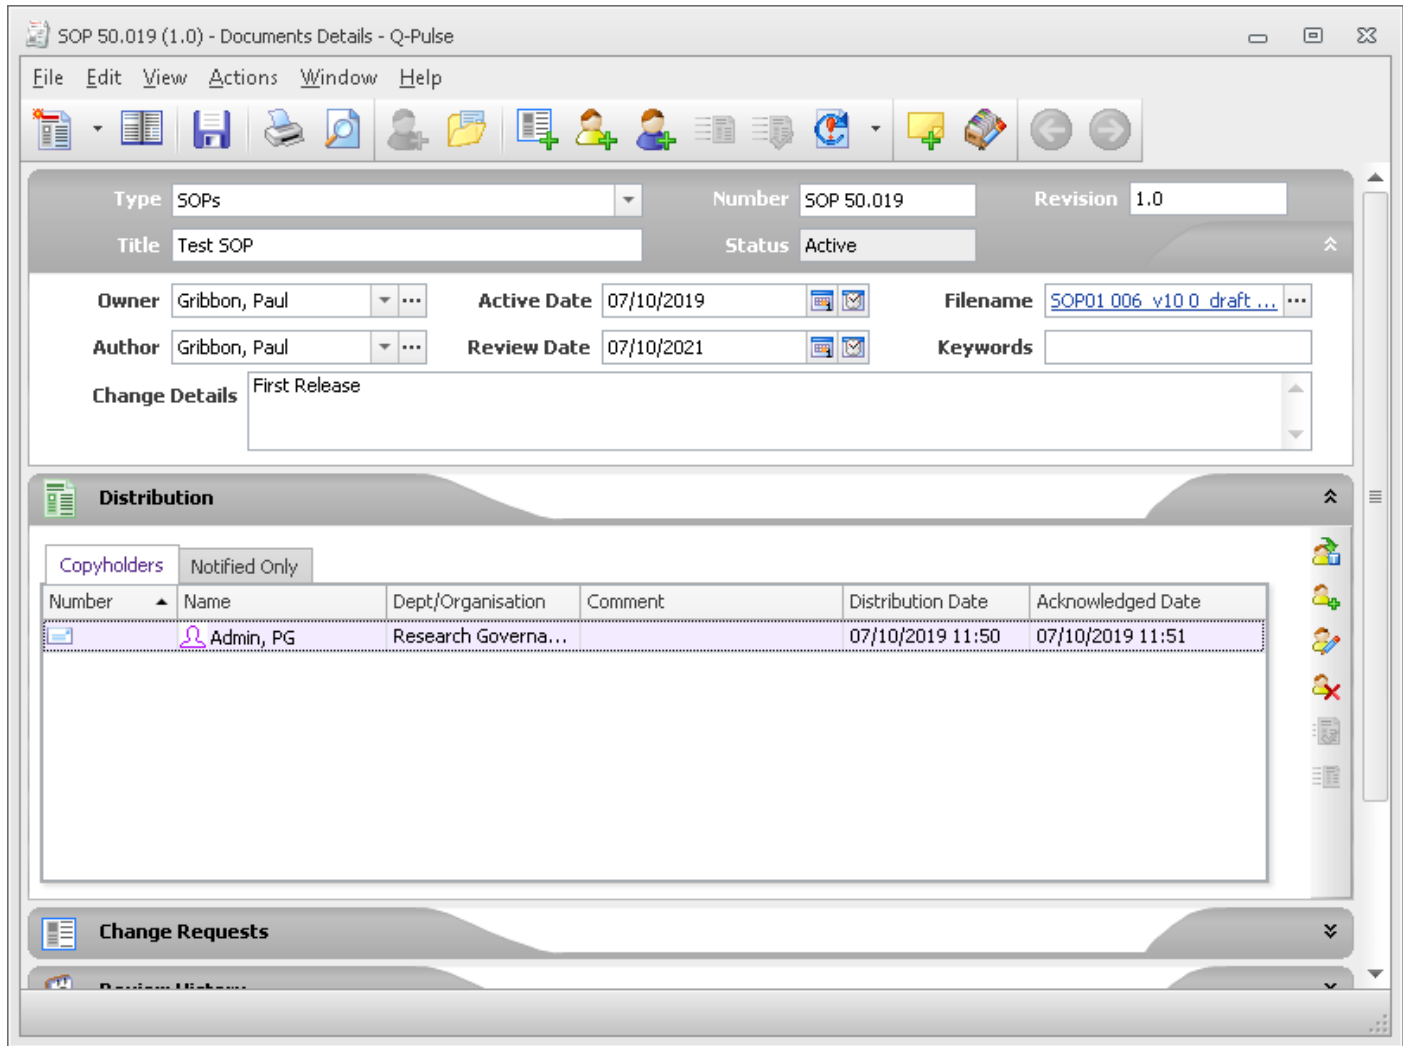 SOP 50.019 (1.0) - Documents Details - Q-Pulse
File Edit View Actions Window Help
Type SOPs Number SOP 50.019 Revision 1.0
Title Test SOP Status Active
Owner Gribbon, Paul Active Date 07/10/2019 Filename SOP01 006 v10 0 draft ...
Author Gribbon, Paul Review Date 07/10/2021 Keywords
Change Details First Release
Distribution
Copyholders Notified Only
Number Name Dept/Organisation Comment Distribution Date Acknowledged Date
Admin, PG Research Governa... 07/10/2019 11:50 07/10/2019 11:51
Change Requests
Review History